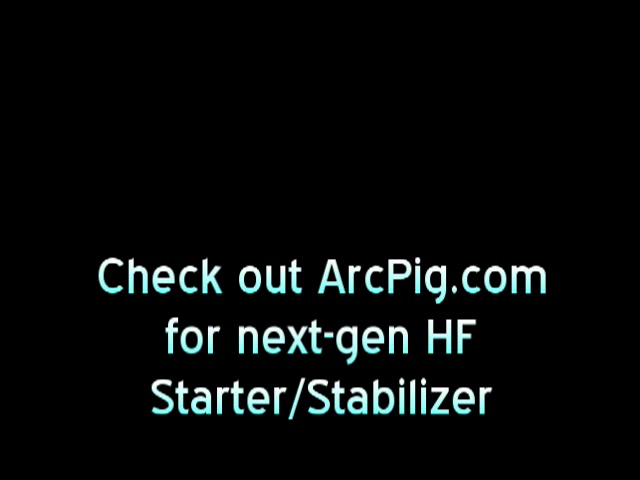 Check out ArcPig.com
for next-gen HF
Starter/Stabilizer